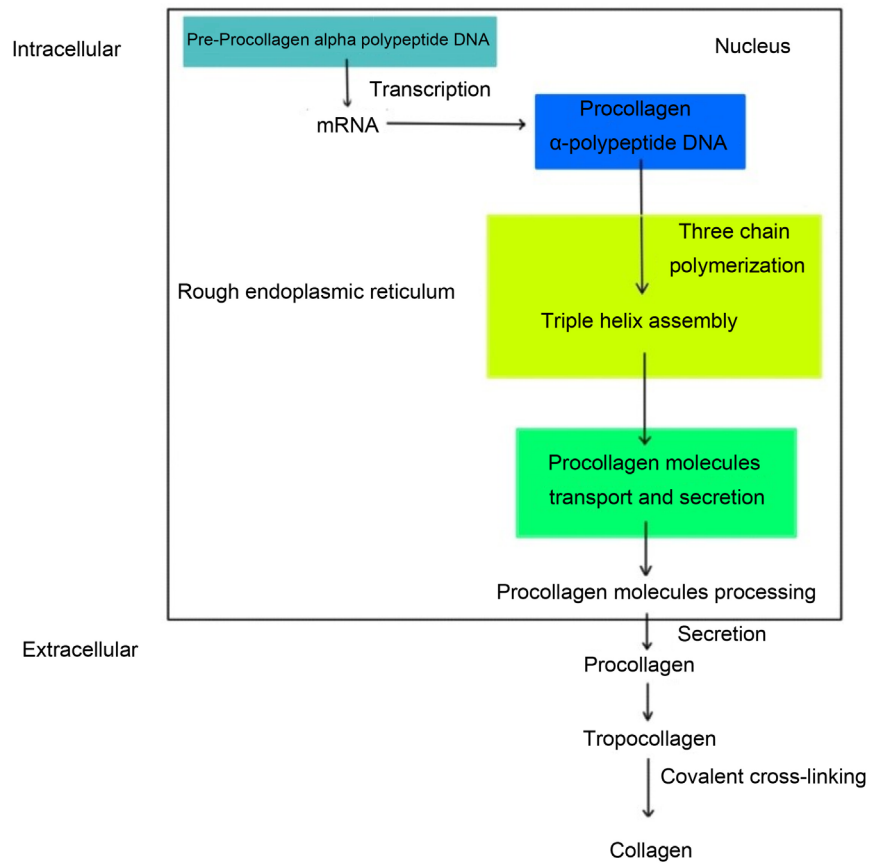 Pre-Procollagen alpha polypeptide DNA
Intracellular
Nucleus
Transcription
mRNA
Procollagen
α-polypeptide DNA
Three chain
polymerization
Rough endoplasmic reticulum
Triple helix assembly
Procollagen molecules
transport and secretion
Procollagen molecules processing
Secretion
Extracellular
Procollagen
Tropocollagen
Covalent cross-linking
Collagen